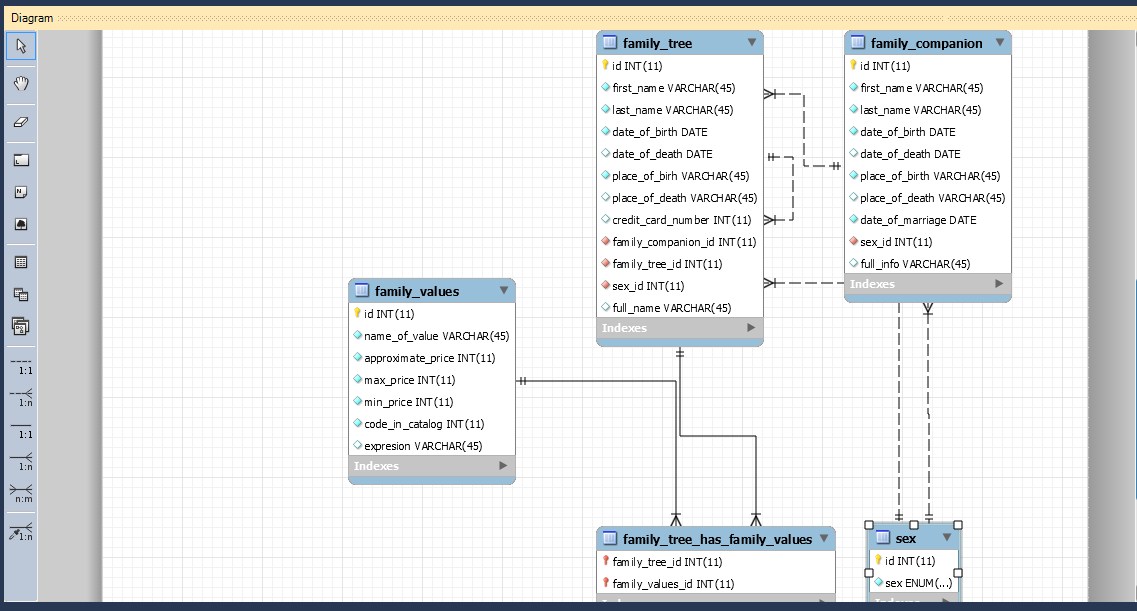 Diagram
family_tree
id INT(11)
first_name VARCHAR(45)
last_name VARCHAR(45)
date_of_birth DATE
date_of_death DATE
place_of_birh VARCHAR(45)
place_of_death VARCHAR(45)
credit_card_number INT(11)
family_companion_id INT(11)
family_tree_id INT(11)
sex_id INT(11)
full_name VARCHAR(45)
Indexes
family_companion
id INT(11)
first_name VARCHAR(45)
last_name VARCHAR(45)
date_of_birth DATE
date_of_death DATE
place_of_birth VARCHAR(45)
place_of_death VARCHAR(45)
date_of_marriage DATE
sex_id INT(11)
full_info VARCHAR(45)
Indexes
family_values
id INT(11)
name_of_value VARCHAR(45)
approximate_price INT(11)
max_price INT(11)
min_price INT(11)
code_in_catalog INT(11)
expresion VARCHAR(45)
Indexes
family_tree_has_family_values
family_tree_id INT(11)
family_values_id INT(11)
sex
id INT(11)
sex ENUM(...)
1:1
1:n
1:1
1:n
n:m
1:n